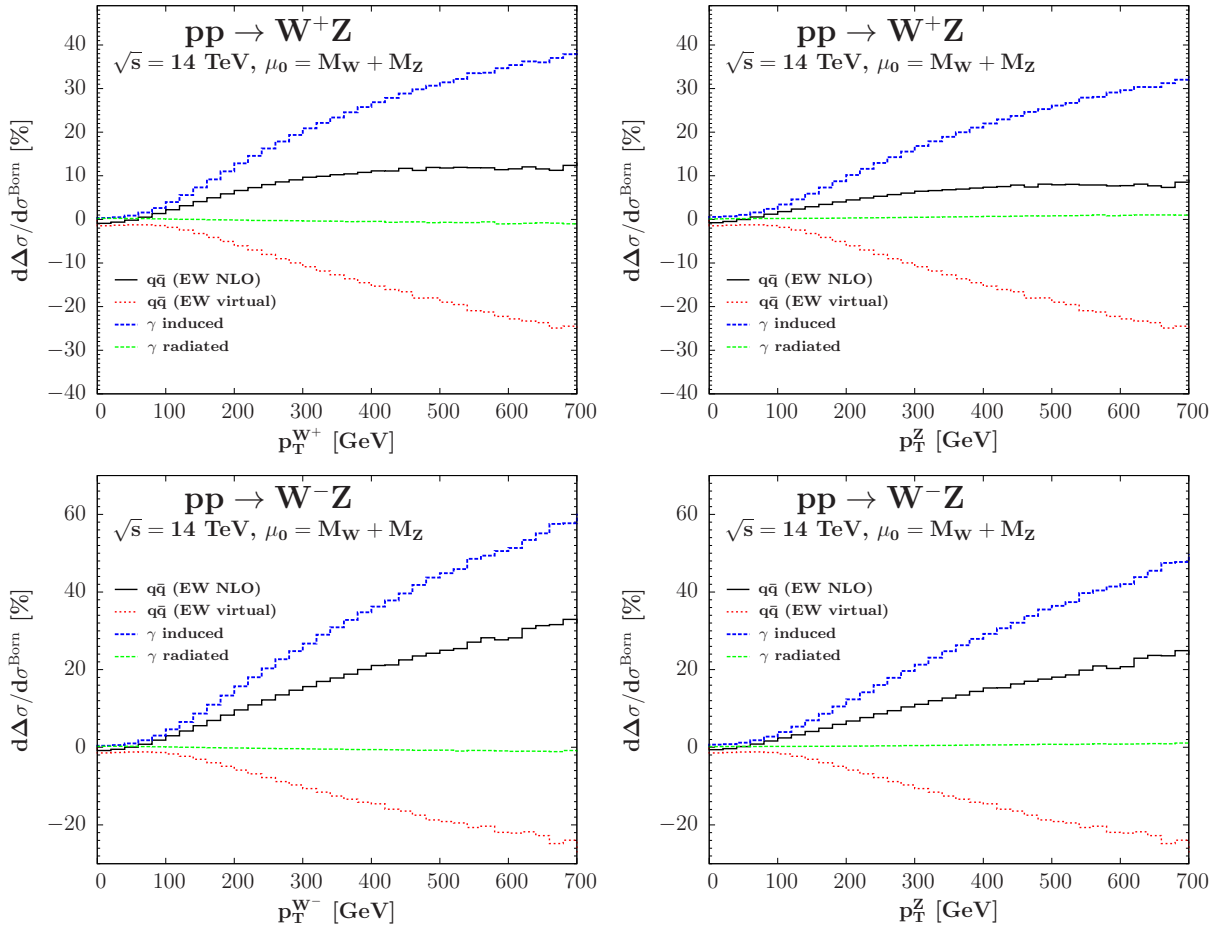 pp → W⁺Z
√s = 14 TeV, μ₀ = M_W + M_Z
dΔσ/dσ^Born [%]
40
30
20
10
0
−10
−20
−30
−40
qq̄ (EW NLO)
qq̄ (EW virtual)
γ induced
γ radiated
0 100 200 300 400 500 600 700
p_T^{W⁺} [GeV]
pp → W⁺Z
√s = 14 TeV, μ₀ = M_W + M_Z
dΔσ/dσ^Born [%]
40
30
20
10
0
−10
−20
−30
−40
qq̄ (EW NLO)
qq̄ (EW virtual)
γ induced
γ radiated
0 100 200 300 400 500 600 700
p_T^Z [GeV]
pp → W⁻Z
√s = 14 TeV, μ₀ = M_W + M_Z
dΔσ/dσ^Born [%]
60
40
20
0
−20
qq̄ (EW NLO)
qq̄ (EW virtual)
γ induced
γ radiated
0 100 200 300 400 500 600 700
p_T^{W⁻} [GeV]
pp → W⁻Z
√s = 14 TeV, μ₀ = M_W + M_Z
dΔσ/dσ^Born [%]
60
40
20
0
−20
qq̄ (EW NLO)
qq̄ (EW virtual)
γ induced
γ radiated
0 100 200 300 400 500 600 700
p_T^Z [GeV]